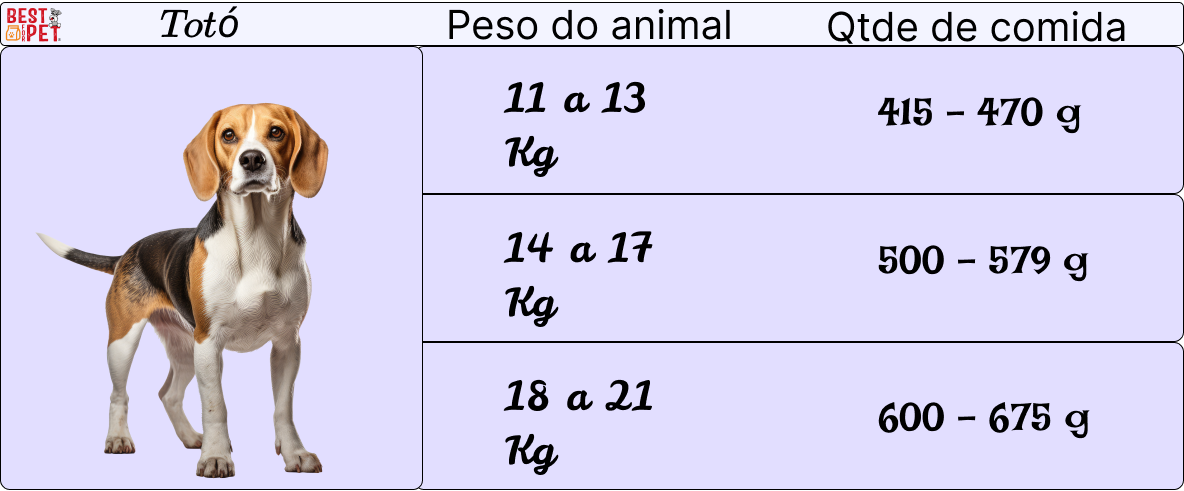 BEST
FOR
PET
Totó
Peso do animal
Qtde de comida
11 a 13
Kg
415 - 470 g
14 a 17
Kg
500 - 579 g
18 a 21
Kg
600 - 675 g